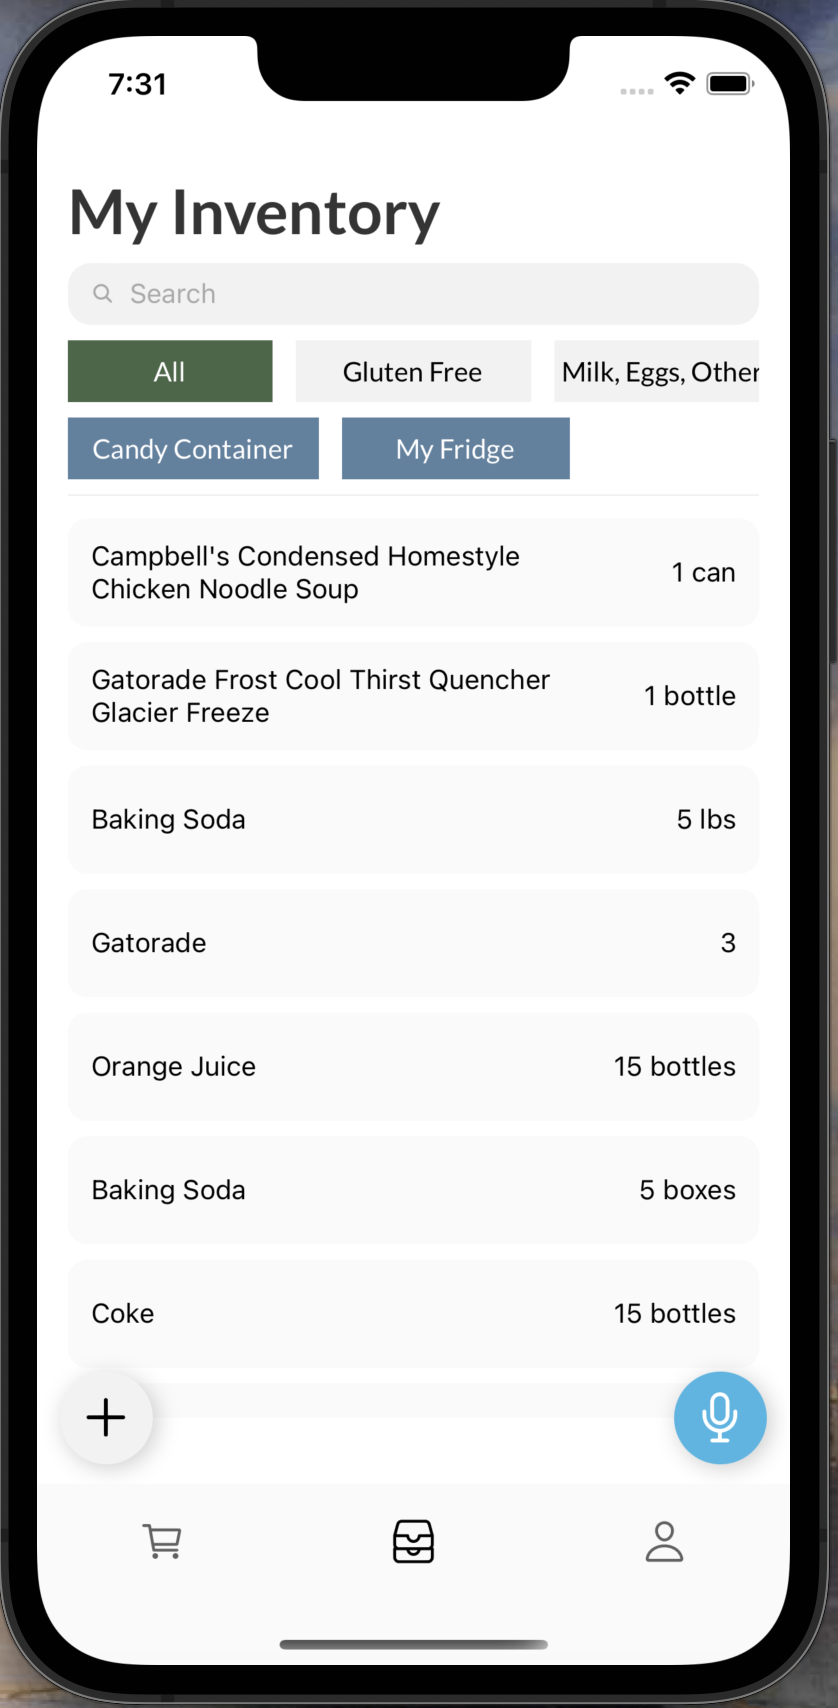 7:31
My Inventory
Search
All
Gluten Free
Milk, Eggs, Other
Candy Container
My Fridge
Campbell's Condensed Homestyle
Chicken Noodle Soup
1 can
Gatorade Frost Cool Thirst Quencher
Glacier Freeze
1 bottle
Baking Soda
5 lbs
Gatorade
3
Orange Juice
15 bottles
Baking Soda
5 boxes
Coke
15 bottles